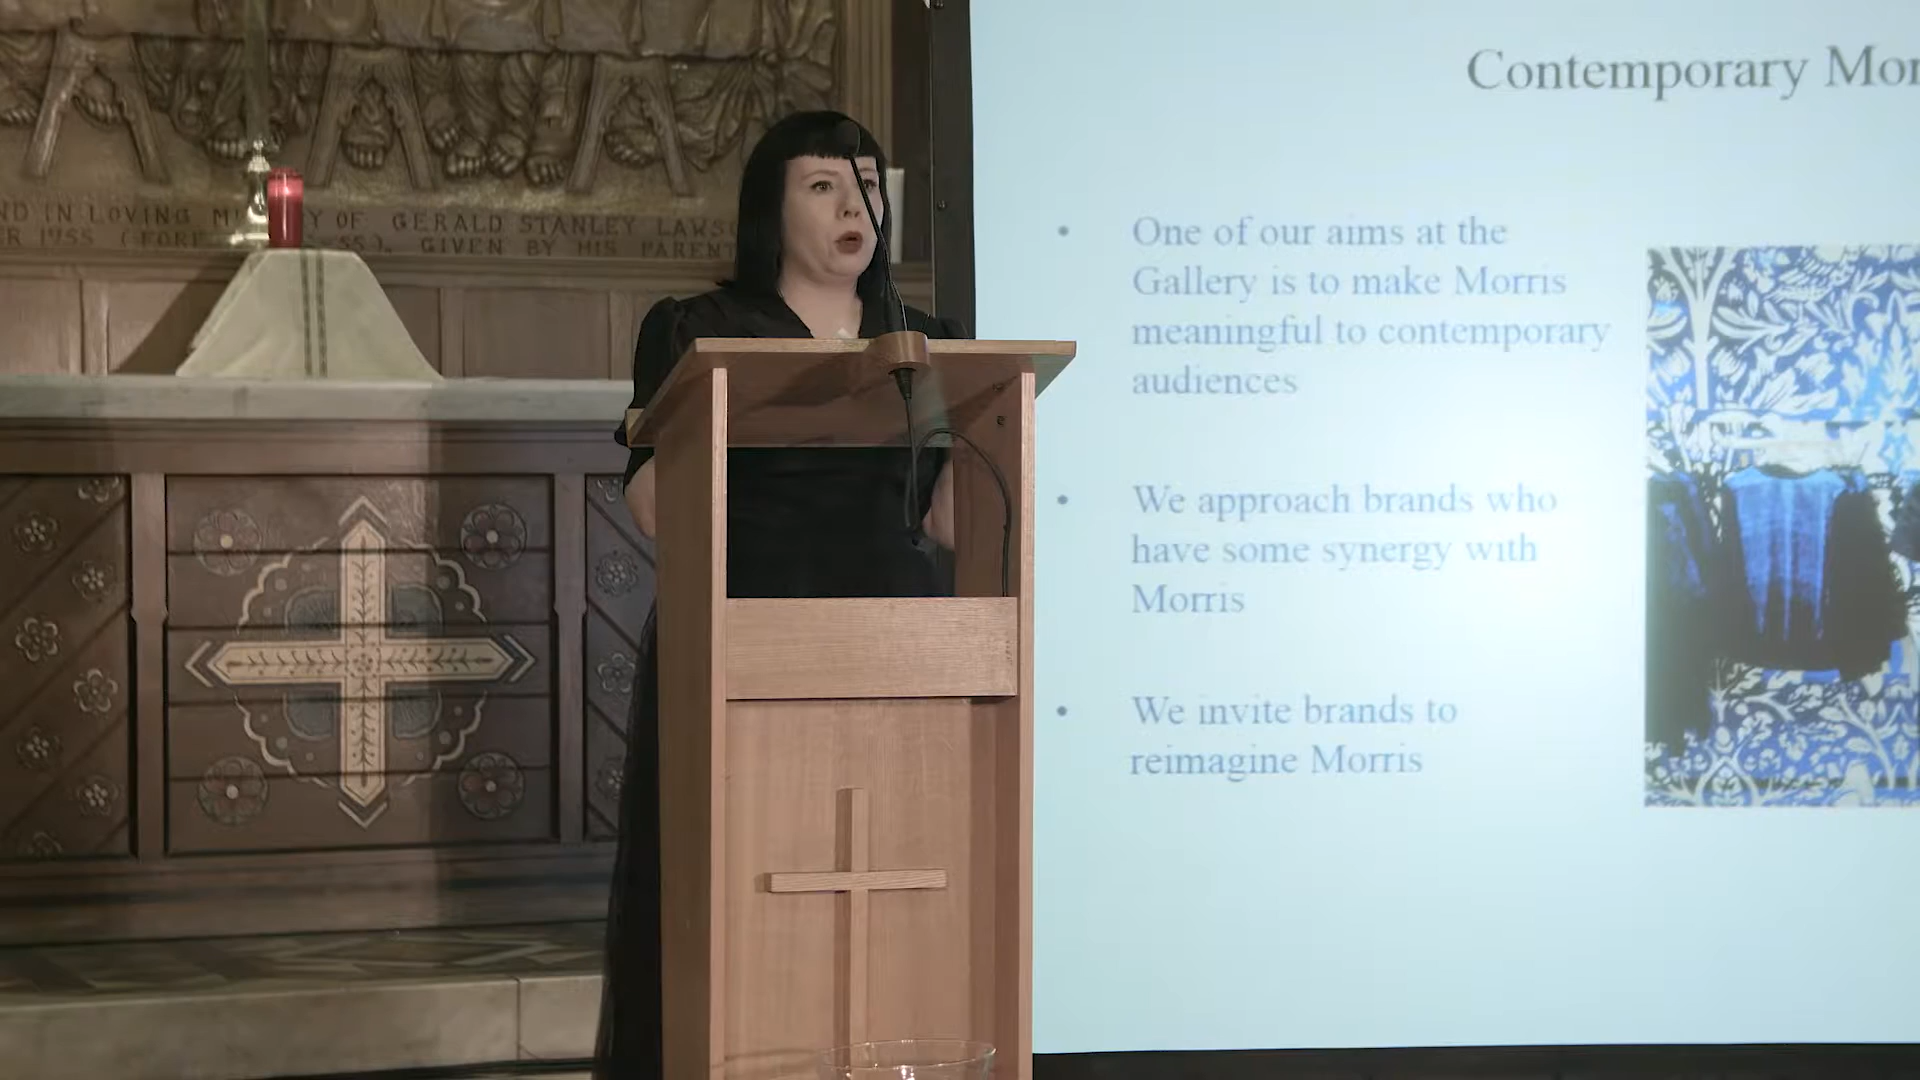 Contemporary Mor
One of our aims at the
Gallery is to make Morris
meaningful to contemporary
audiences
We approach brands who
have some synergy with
Morris
We invite brands to
reimagine Morris
ND IN LOVING OF GERALD STANLEY LAWS
GIVEN BY HIS PARENT